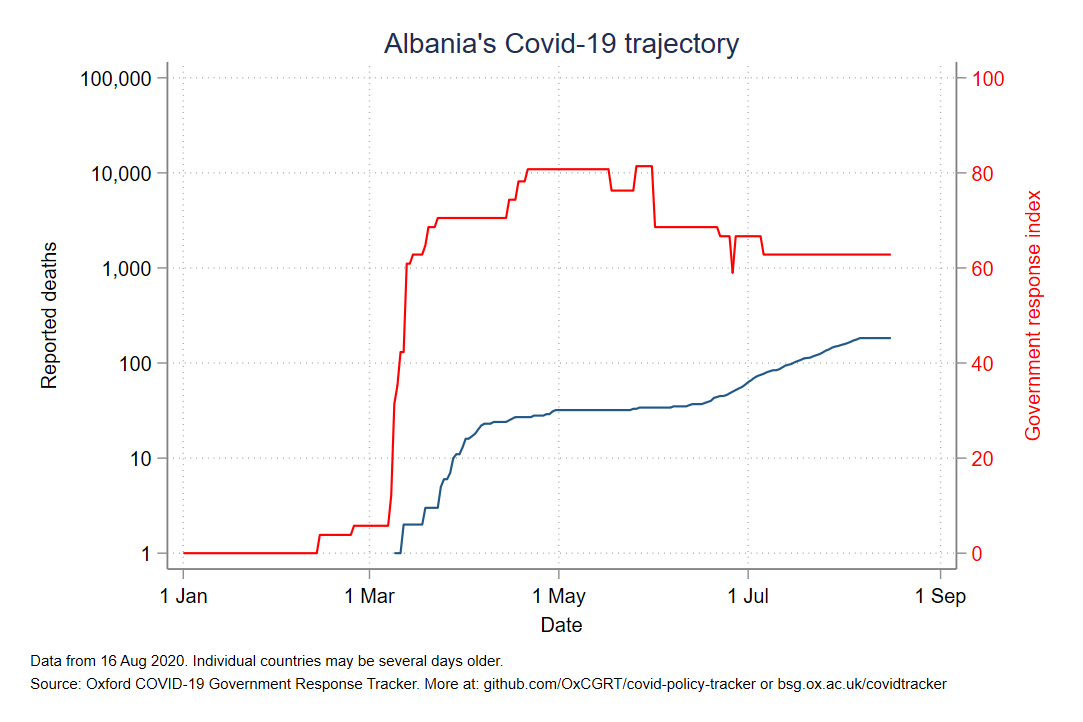 Albania's Covid-19 trajectory
100,000
10,000
1,000
100
10
1
Reported deaths
100
80
60
40
20
0
Government response index
1 Jan
1 Mar
1 May
1 Jul
1 Sep
Date
Data from 16 Aug 2020. Individual countries may be several days older.
Source: Oxford COVID-19 Government Response Tracker. More at: github.com/OxCGRT/covid-policy-tracker or bsg.ox.ac.uk/covidtracker